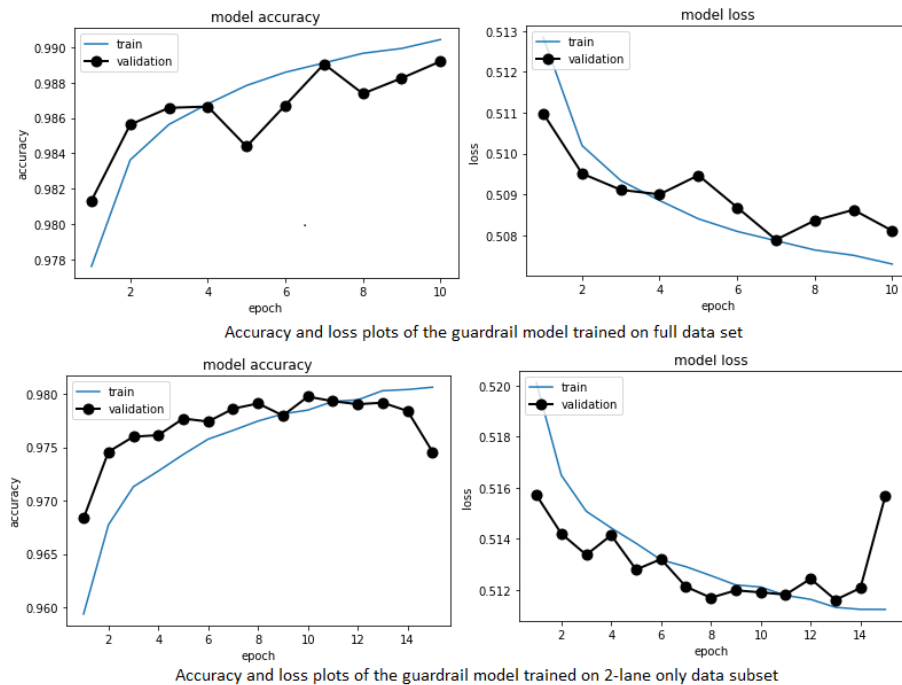 model accuracy
train
validation
0.990
0.988
0.986
0.984
0.982
0.980
0.978
accuracy
2
4
6
8
10
epoch
model loss
train
validation
0.513
0.512
0.511
0.510
0.509
0.508
loss
2
4
6
8
10
epoch
Accuracy and loss plots of the guardrail model trained on full data set
model accuracy
train
validation
0.980
0.975
0.970
0.965
0.960
accuracy
2
4
6
8
10
12
14
epoch
model loss
train
validation
0.520
0.518
0.516
0.514
0.512
loss
2
4
6
8
10
12
14
epoch
Accuracy and loss plots of the guardrail model trained on 2-lane only data subset